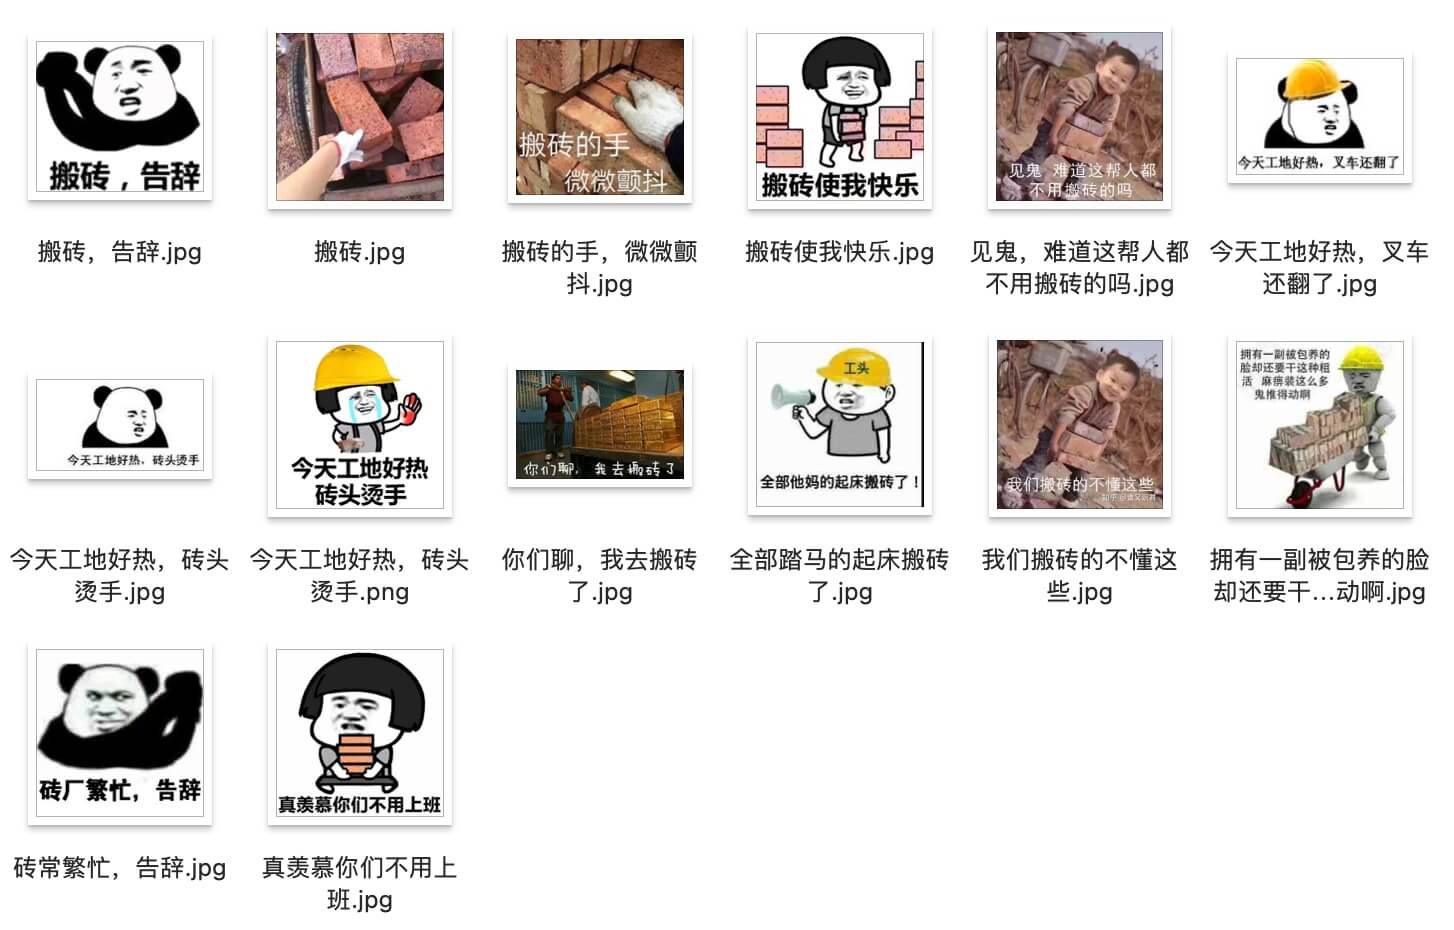 搬砖，告辞
搬砖的手
微微颤抖
搬砖使我快乐
见鬼 难道这帮人都
不用搬砖的吗
今天工地好热，叉车还翻了
搬砖，告辞.jpg
搬砖.jpg
搬砖的手，微微颤
抖.jpg
搬砖使我快乐.jpg
见鬼，难道这帮人都
不用搬砖的吗.jpg
今天工地好热，叉车
还翻了.jpg
今天工地好热，砖头烫手
今天工地好热
砖头烫手
你们聊，我去搬砖了
工头
全部他妈的起床搬砖了！
我们搬砖的不懂这些
拥有一副被包养的
脸却还要干这种粗
活 麻痹装这么多
鬼推得动啊
今天工地好热，砖头
烫手.jpg
今天工地好热，砖头
烫手.png
你们聊，我去搬砖
了.jpg
全部踏马的起床搬砖
了.jpg
我们搬砖的不懂这
些.jpg
拥有一副被包养的脸
却还要干...动啊.jpg
砖厂繁忙，告辞
真羡慕你们不用上班
砖常繁忙，告辞.jpg
真羡慕你们不用上
班.jpg